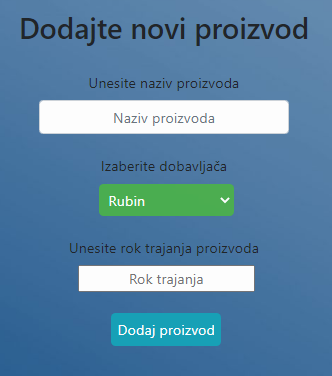 Dodajte novi proizvod
Unesite naziv proizvoda
Naziv proizvoda
Izaberite dobavljača
Rubin
Unesite rok trajanja proizvoda
Rok trajanja
Dodaj proizvod